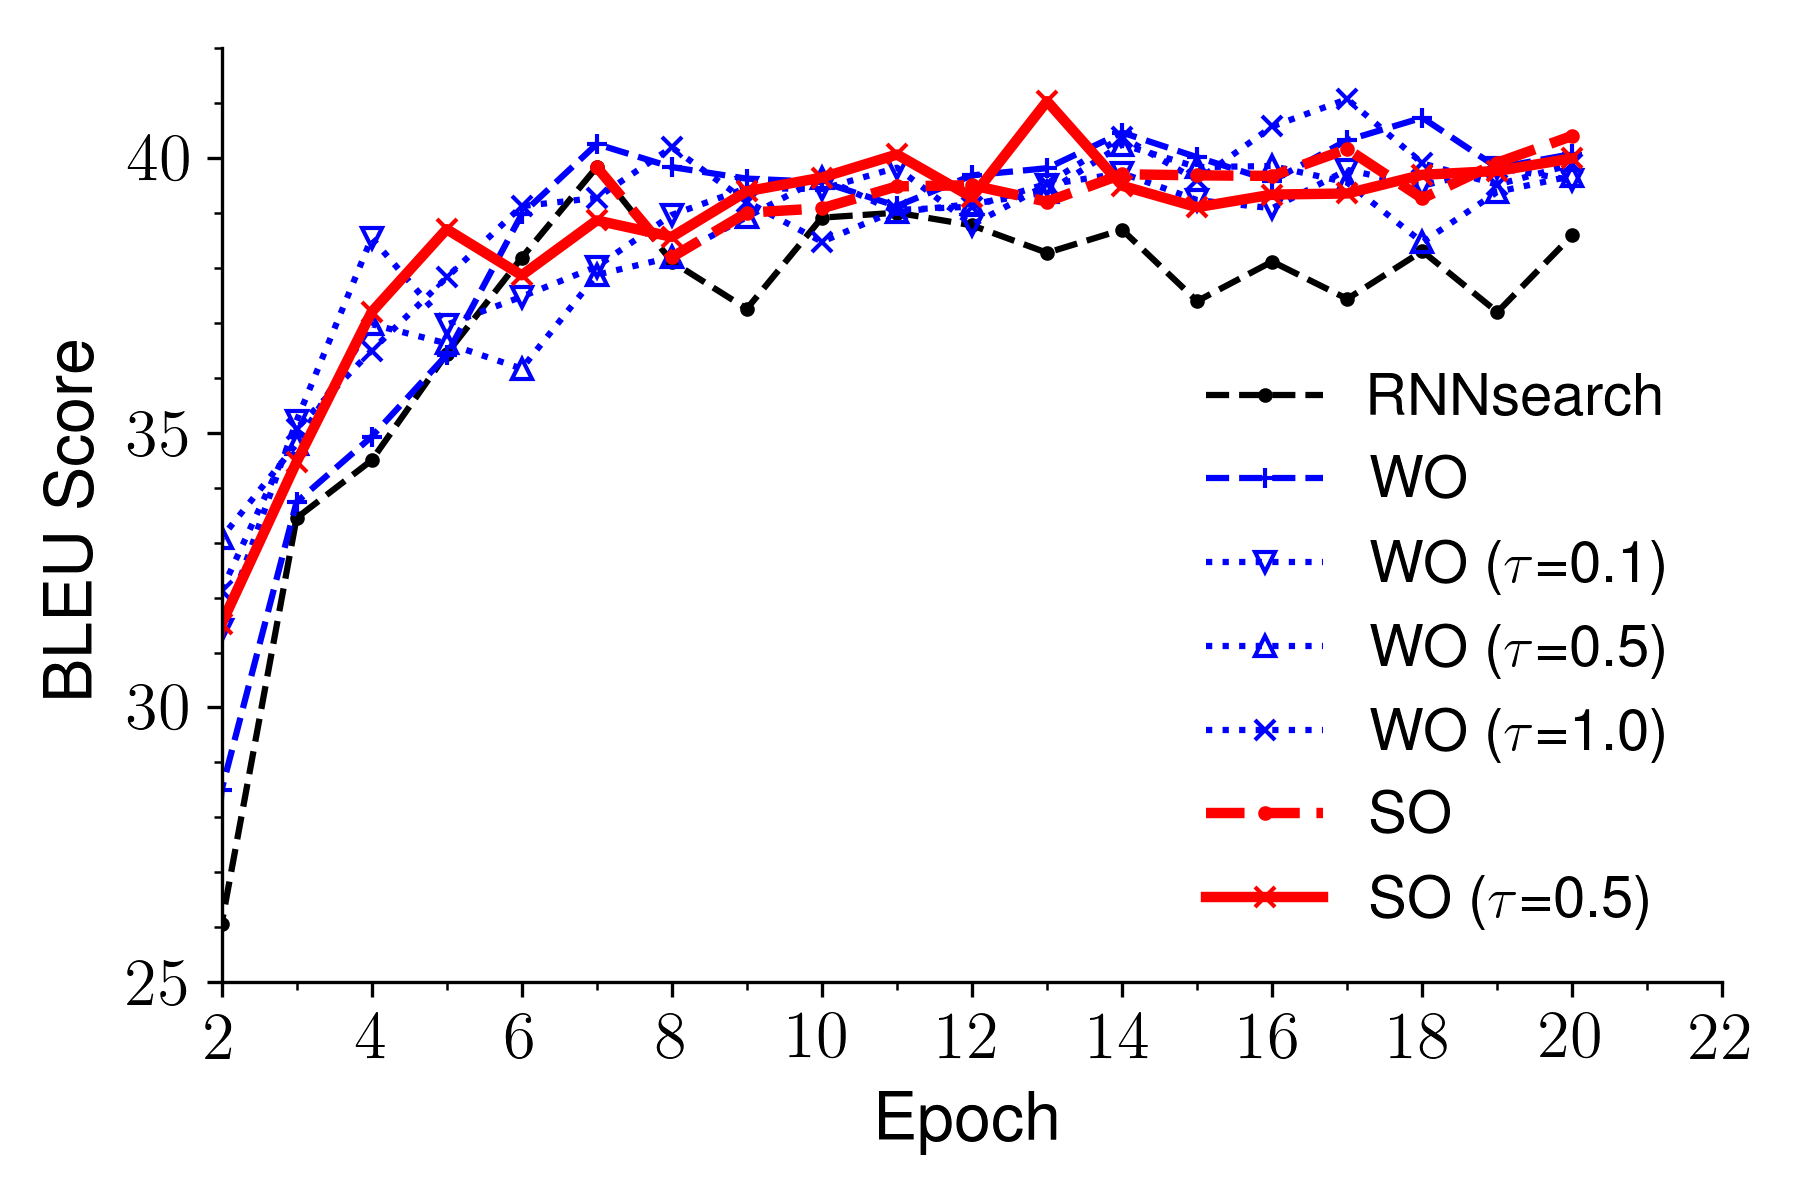 BLEU Score
40
35
30
25
2 4 6 8 10 12 14 16 18 20 22
Epoch
RNNsearch
WO
WO (τ=0.1)
WO (τ=0.5)
WO (τ=1.0)
SO
SO (τ=0.5)